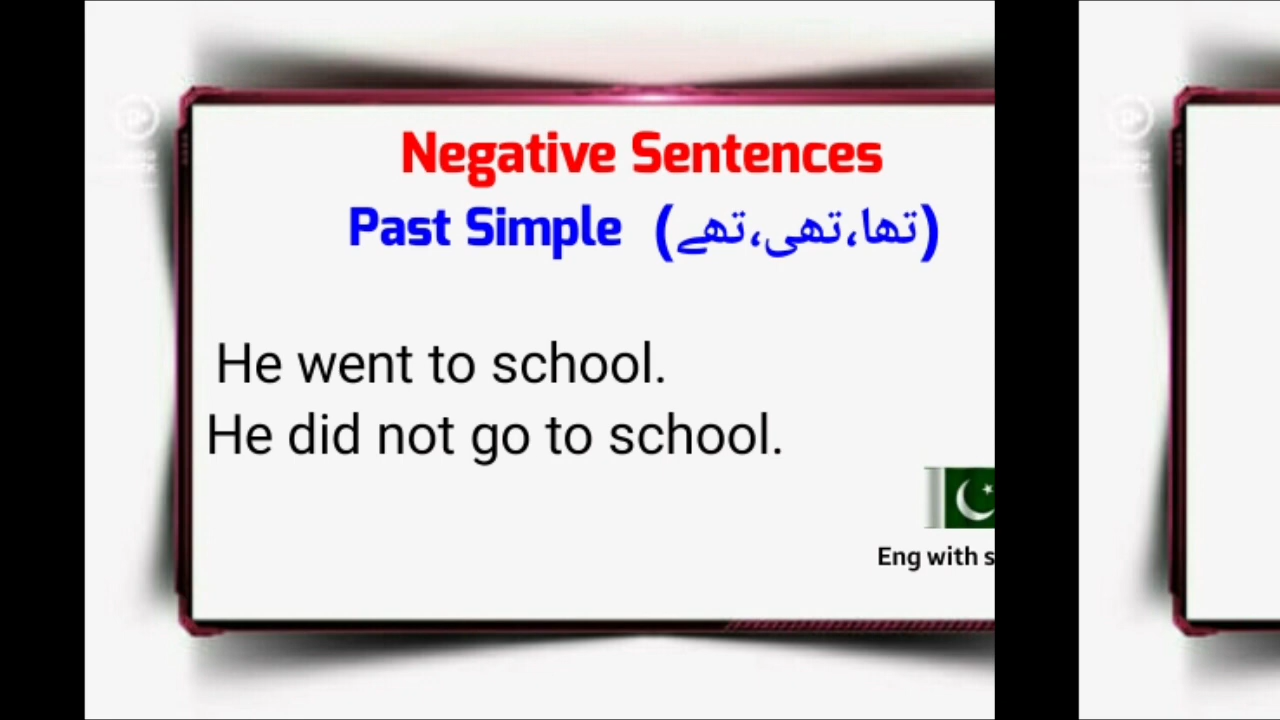 Negative Sentences
Past Simple (تھا،تھی،تھے)
He went to school.
He did not go to school.
Eng with s